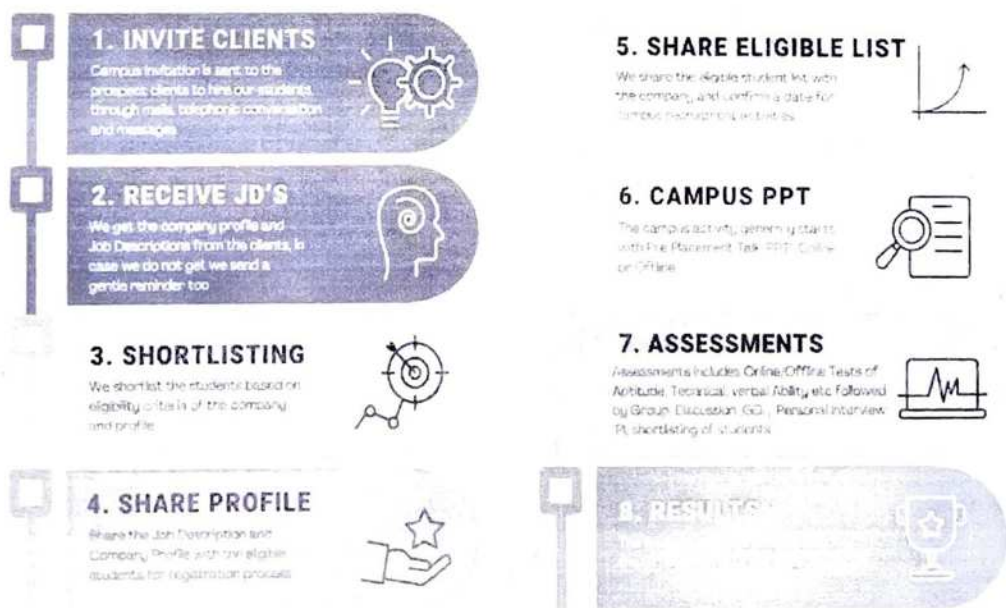 1. INVITE CLIENTS
Campus Invitation is sent to the
prospect clients to hire our students,
through mails, telephonic conversation
and messages
2. RECEIVE JD'S
We get the company profile and
Job Descriptions from the clients, in
case we do not get we send a
gentle reminder too
3. SHORTLISTING
We shortlist the students based on
eligibility criteria of the company
and profile
4. SHARE PROFILE
Share the Job Description and
Company Profile with the eligible
students for registration process
5. SHARE ELIGIBLE LIST
We share the eligible student list with
the company, and confirm a date for
campus recruitment activities
6. CAMPUS PPT
The campus activity generally starts
with Pre Placement Talk PPT Online
or Offline
7. ASSESSMENTS
Assessments includes Online/Offline Tests of
Aptitude, Technical, verbal Ability etc followed
by Group Discussion GD, Personal Interview
PI, shortlisting of students
8. RESULTS